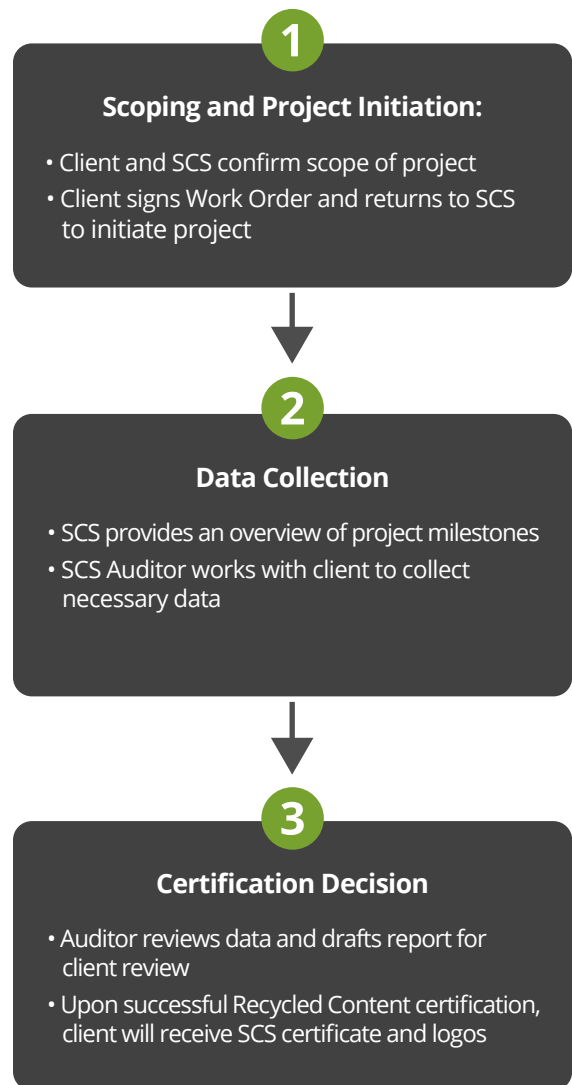 1
Scoping and Project Initiation:
• Client and SCS confirm scope of project
• Client signs Work Order and returns to SCS
to initiate project
2
Data Collection
• SCS provides an overview of project milestones
• SCS Auditor works with client to collect
necessary data
3
Certification Decision
• Auditor reviews data and drafts report for
client review
• Upon successful Recycled Content certification,
client will receive SCS certificate and logos